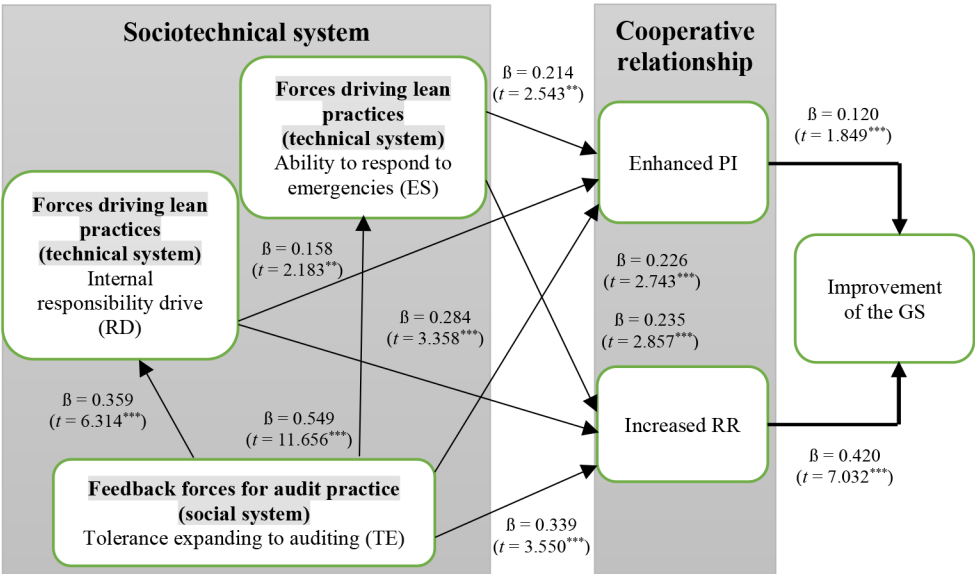 Sociotechnical system
Cooperative
relationship
Forces driving lean
practices
(technical system)
Ability to respond to
emergencies (ES)
ß = 0.214
(t = 2.543**)
Enhanced PI
ß = 0.120
(t = 1.849***)
Forces driving lean
practices
(technical system)
Internal
responsibility drive
(RD)
ß = 0.158
(t = 2.183**)
ß = 0.226
(t = 2.743***)
ß = 0.284
(t = 3.358***)
ß = 0.235
(t = 2.857***)
Improvement
of the GS
ß = 0.359
(t = 6.314***)
ß = 0.549
(t = 11.656***)
Increased RR
ß = 0.420
(t = 7.032***)
Feedback forces for audit practice
(social system)
Tolerance expanding to auditing (TE)
ß = 0.339
(t = 3.550***)